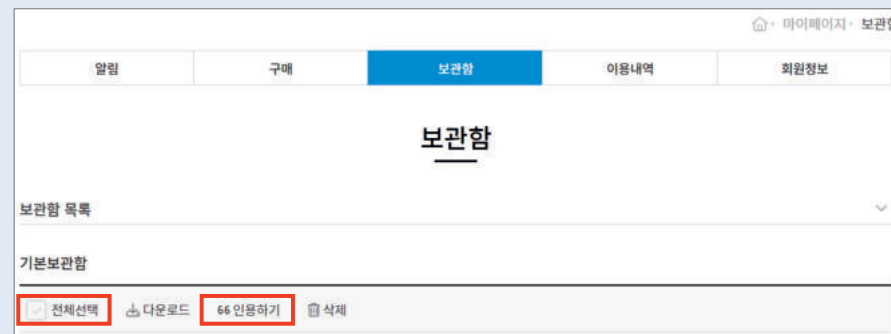 마이페이지 · 보관함
알림 구매 보관함 이용내역 회원정보
보관함
보관함 목록
기본보관함
전체선택 다운로드 66 인용하기 삭제